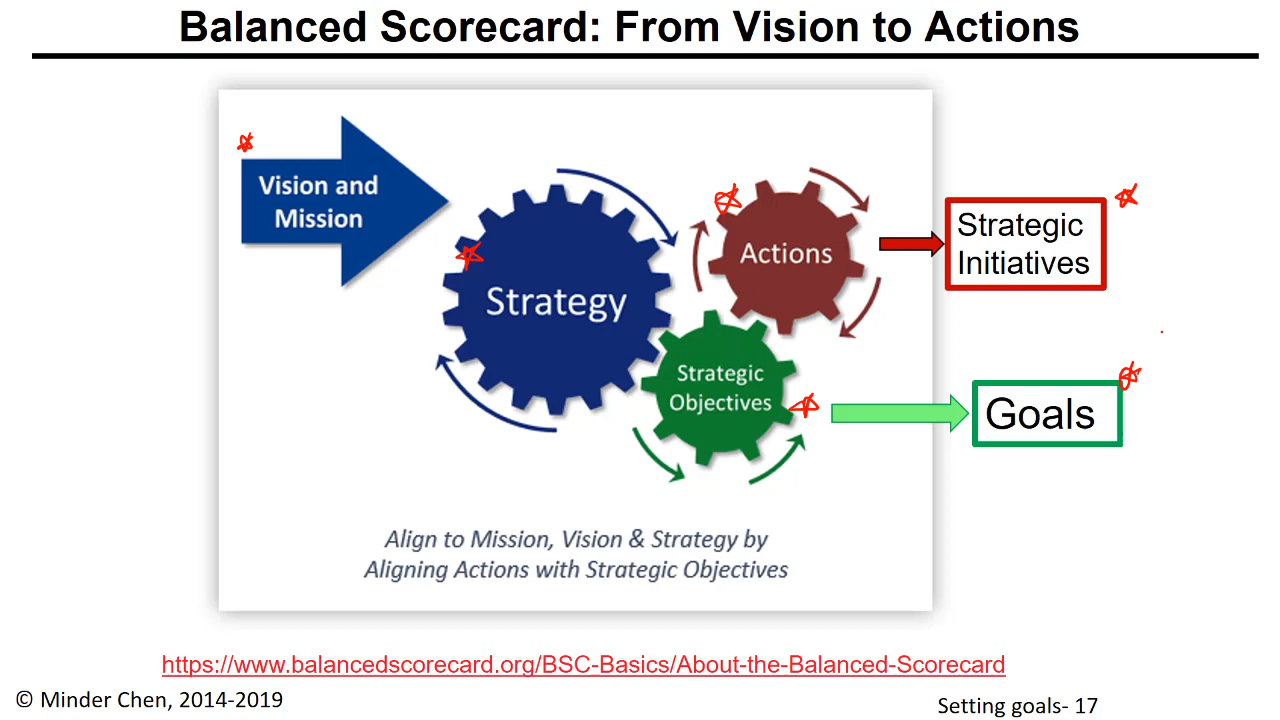 Balanced Scorecard: From Vision to Actions
Vision and
Mission
Strategy
Actions
Strategic
Initiatives
Strategic
Objectives
Goals
Align to Mission, Vision & Strategy by
Aligning Actions with Strategic Objectives
https://www.balancedscorecard.org/BSC-Basics/About-the-Balanced-Scorecard
© Minder Chen, 2014-2019
Setting goals- 17